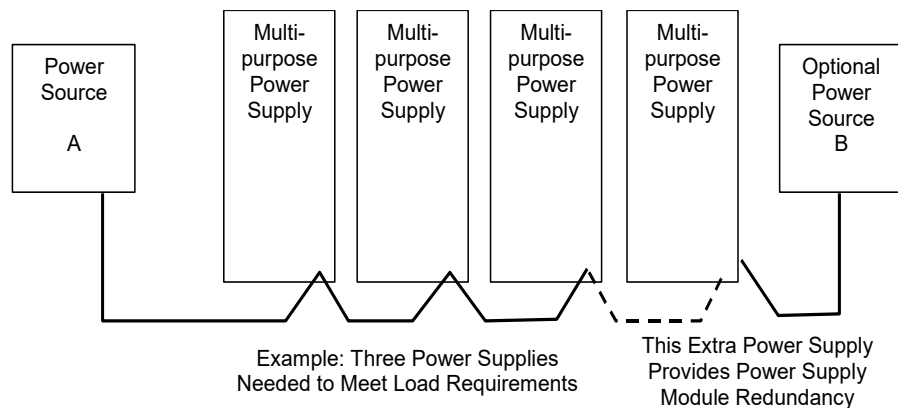 Power
Source
A
Multi-
purpose
Power
Supply
Multi-
purpose
Power
Supply
Multi-
purpose
Power
Supply
Multi-
purpose
Power
Supply
Optional
Power
Source
B
Example: Three Power Supplies
Needed to Meet Load Requirements
This Extra Power Supply
Provides Power Supply
Module Redundancy